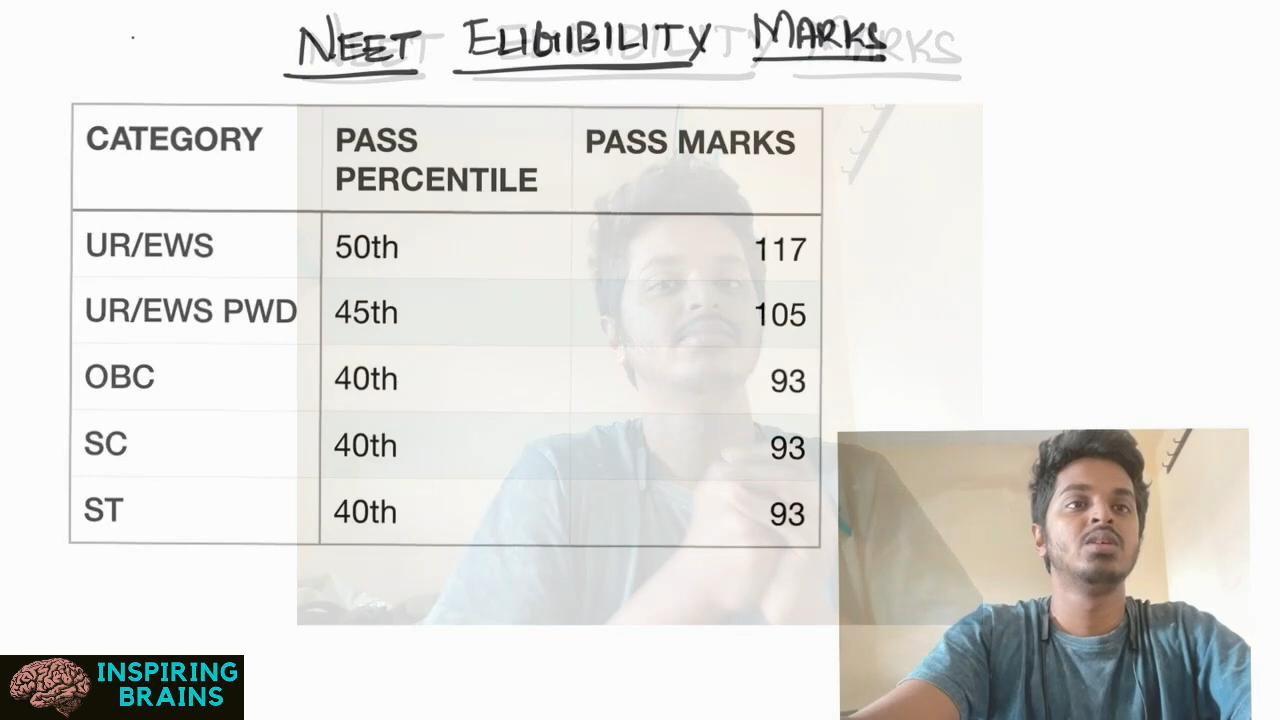 NEET ELIGIBILITY MARKS
CATEGORY PASS PERCENTILE PASS MARKS
UR/EWS 50th 117
UR/EWS PWD 45th 105
OBC 40th 93
SC 40th 93
ST 40th 93
INSPIRING
BRAINS